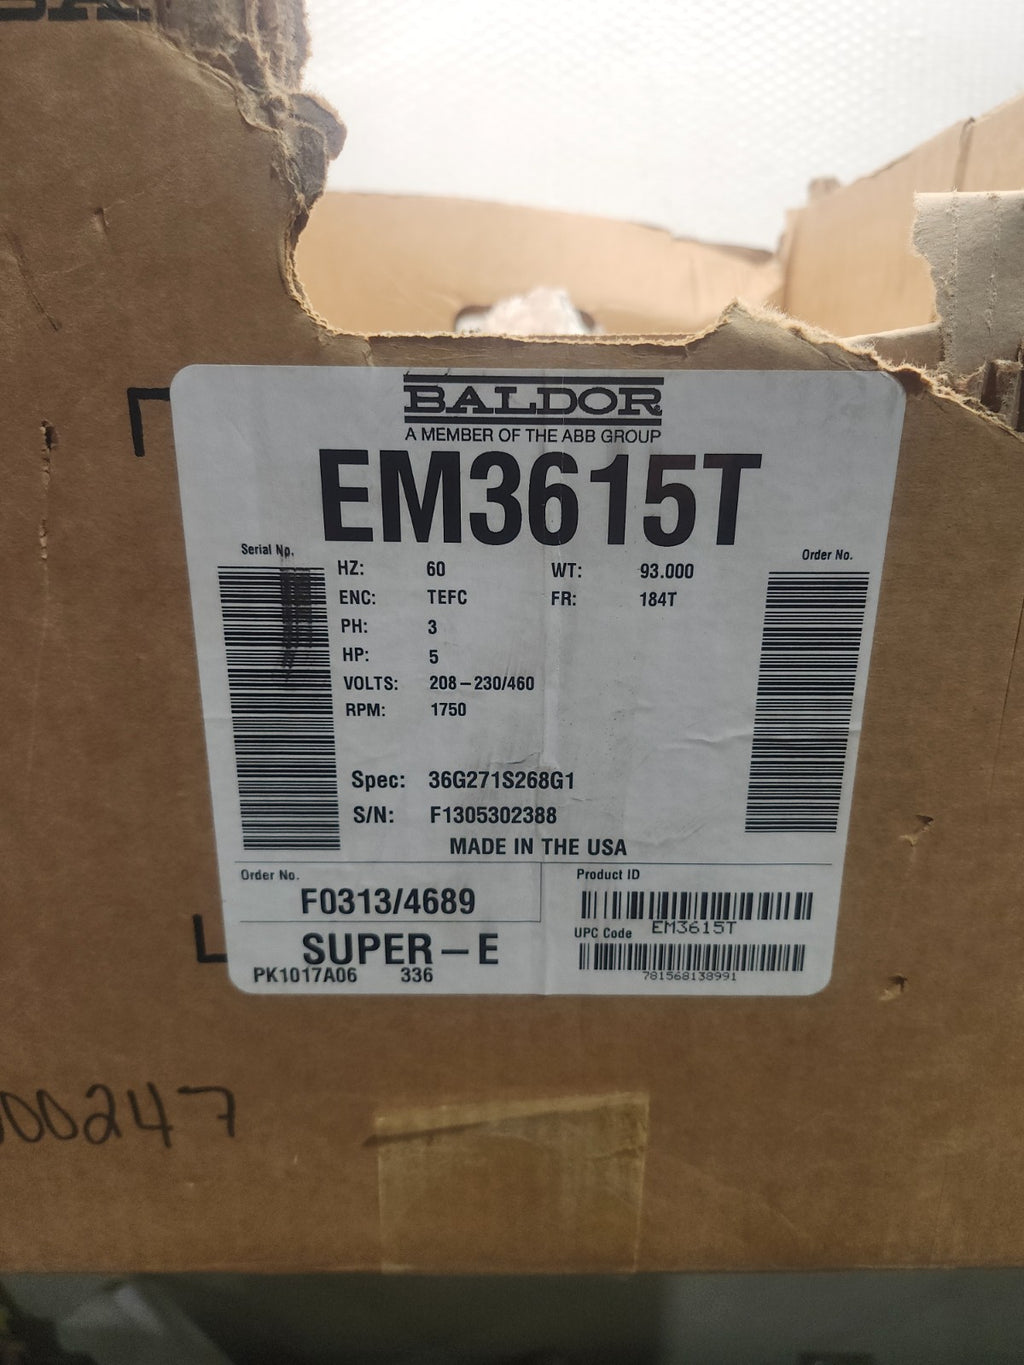 BALDOR
A MEMBER OF THE ABB GROUP
EM3615T
Serial No.
Order No.
HZ: 60 WT: 93.000
ENC: TEFC FR: 184T
PH: 3
HP: 5
VOLTS: 208-230/460
RPM: 1750
Spec: 36G271S268G1
S/N: F1305302388
MADE IN THE USA
Order No.
F0313/4689
Product ID
EM3615T
UPC Code
781568138991
SUPER-E
PK1017A06 336
00247